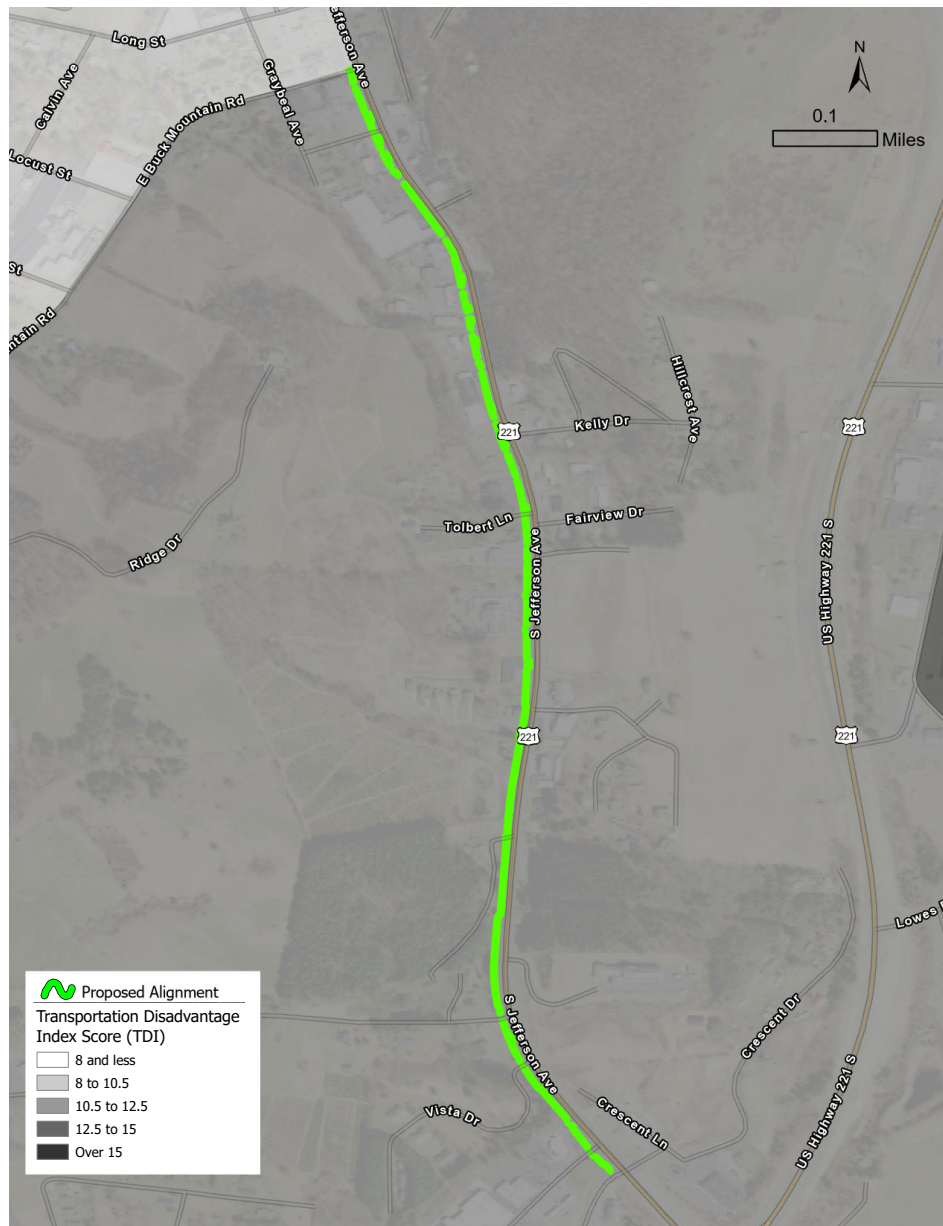 Long St
Calvin Ave
Graybeal Ave
efferson Ave
E Buck Mountain Rd
Locust St
St
ntain Rd
N
0.1
Miles
Hillcrest Ave
Kelly Dr
221
221
Tolbert Ln
Fairview Dr
S Jefferson Ave
Ridge Dr
US Highway 221 S
221
221
Lowes
S Jefferson Ave
Crescent Dr
Crescent Ln
Vista Dr
US Highway 221 S
Proposed Alignment
Transportation Disadvantage
Index Score (TDI)
8 and less
8 to 10.5
10.5 to 12.5
12.5 to 15
Over 15